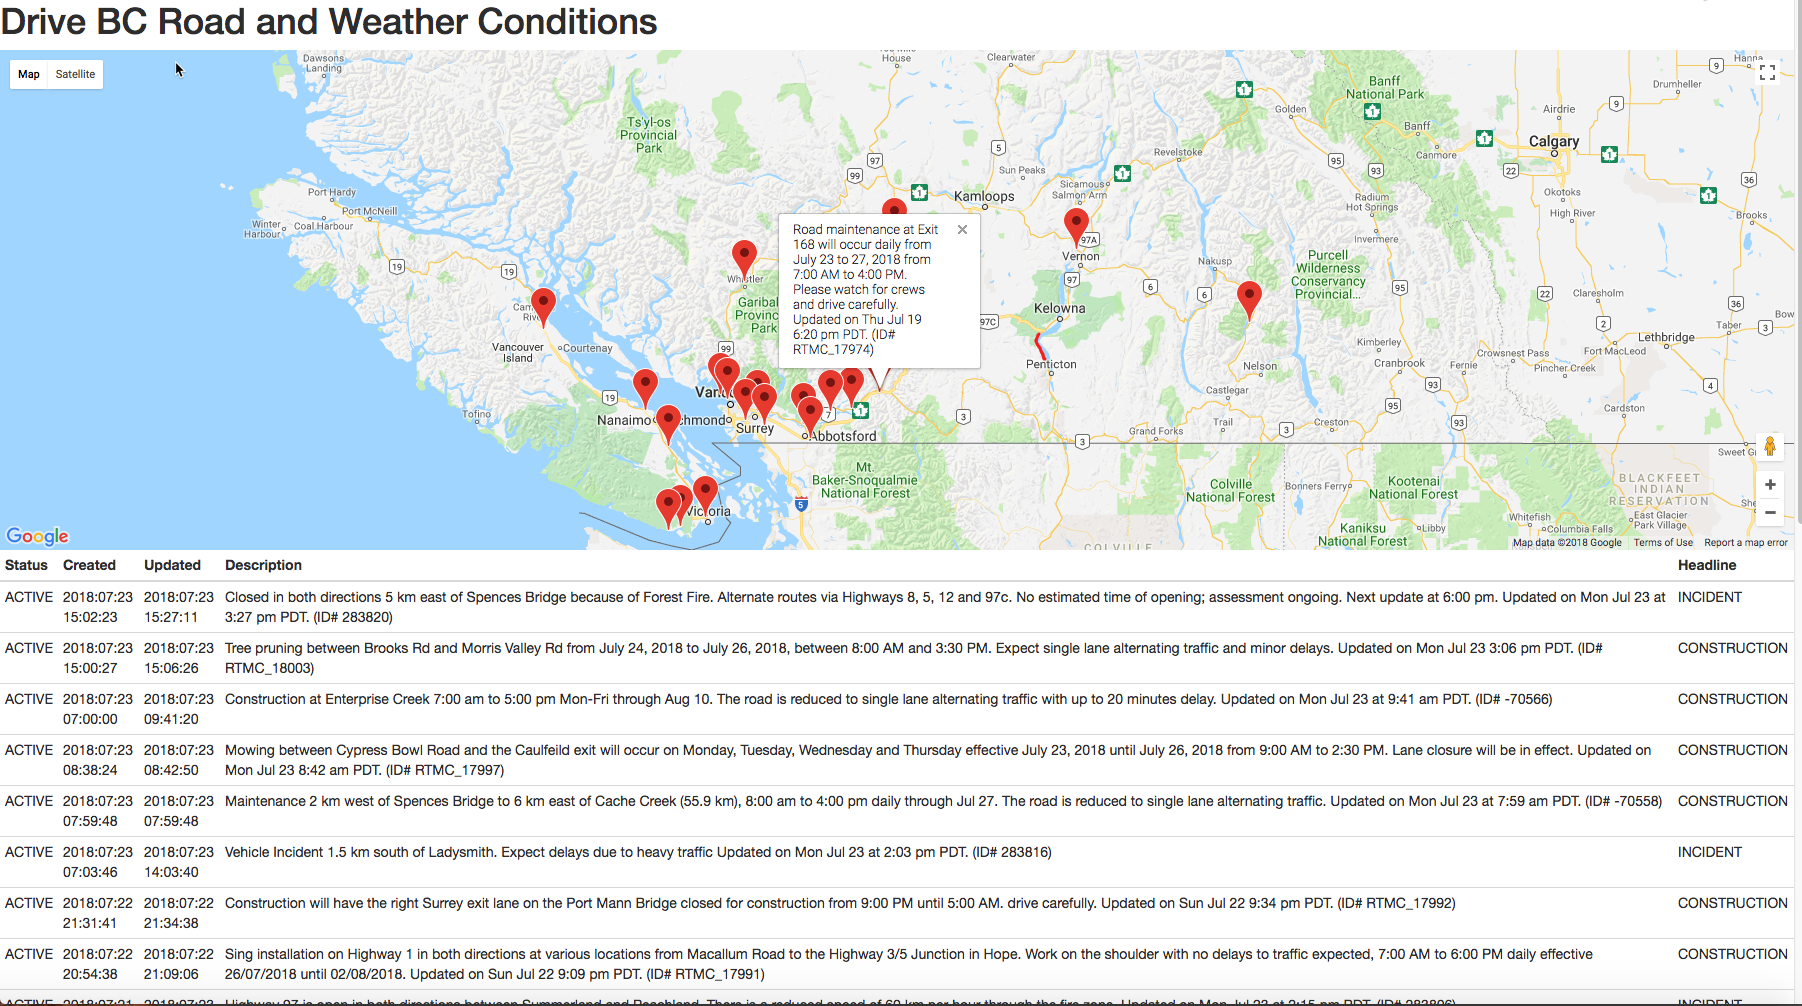 Drive BC Road and Weather Conditions
Map
Satellite
Dawsons
Landing
House
Clearwater
Hanna
9
Drumheller
Banff
National Park
Airdrie
9
Golden
Banff
Calgary
Canmore
Ts'yl-os
Provincial
Park
97
5
Revelstoke
95
93
22
36
99
Sun Peaks
Sicamous
Salmon Arm
Okotoks
Kamloops
Radium
Hot Springs
High River
Brooks
Port Hardy
Port McNeill
Winter
Harbour
Coal Harbour
Invermere
97A
Vernon
Nakusp
Purcell
Wilderness
Conservancy
Provincial...
19
19
97
6
6
95
22
Claresholm
36
Road maintenance at Exit
168 will occur daily from
July 23 to 27, 2018 from
7:00 AM to 4:00 PM.
Please watch for crews
and drive carefully.
Updated on Thu Jul 19
6:20 pm PDT. (ID#
RTMC_17974)
Whistler
Kelowna
97C
2
Taber
3
Bow
Lethbridge
Vancouver
Island
Courtenay
99
Kimberley
Crowsnest Pass
Fort MacLeod
Penticton
Nelson
Cranbrook
Pincher Creek
Fernie
Castlegar
93
4
19
95
Cardston
Tofino
Nanaimo
Surrey
7
Abbotsford
3
3
Grand Forks
Trail
3
Creston
93
Mt.
Baker-Snoqualmie
National Forest
Colville
National Forest
Bonners Ferry
Kootenai
National Forest
BLACKFEET
INDIAN
RESERVATION
5
Victoria
Kaniksu
National Forest
Libby
Whitefish
Columbia Falls
East Glacier
Park Village
COLVILLE
Google
Map data ©2018 Google
Terms of Use
Report a map error
Status Created Updated Description Headline
ACTIVE 2018:07:23 2018:07:23 Closed in both directions 5 km east of Spences Bridge because of Forest Fire. Alternate routes via Highways 8, 5, 12 and 97c. No estimated time of opening; assessment ongoing. Next update at 6:00 pm. Updated on Mon Jul 23 at INCIDENT
15:02:23 15:27:11 3:27 pm PDT. (ID# 283820)
ACTIVE 2018:07:23 2018:07:23 Tree pruning between Brooks Rd and Morris Valley Rd from July 24, 2018 to July 26, 2018, between 8:00 AM and 3:30 PM. Expect single lane alternating traffic and minor delays. Updated on Mon Jul 23 3:06 pm PDT. (ID# CONSTRUCTION
15:00:27 15:06:26 RTMC_18003)
ACTIVE 2018:07:23 2018:07:23 Construction at Enterprise Creek 7:00 am to 5:00 pm Mon-Fri through Aug 10. The road is reduced to single lane alternating traffic with up to 20 minutes delay. Updated on Mon Jul 23 at 9:41 am PDT. (ID# -70566) CONSTRUCTION
07:00:00 09:41:20
ACTIVE 2018:07:23 2018:07:23 Mowing between Cypress Bowl Road and the Caulfeild exit will occur on Monday, Tuesday, Wednesday and Thursday effective July 23, 2018 until July 26, 2018 from 9:00 AM to 2:30 PM. Lane closure will be in effect. Updated on CONSTRUCTION
08:38:24 08:42:50 Mon Jul 23 8:42 am PDT. (ID# RTMC_17997)
ACTIVE 2018:07:23 2018:07:23 Maintenance 2 km west of Spences Bridge to 6 km east of Cache Creek (55.9 km), 8:00 am to 4:00 pm daily through Jul 27. The road is reduced to single lane alternating traffic. Updated on Mon Jul 23 at 7:59 am PDT. (ID# -70558) CONSTRUCTION
07:59:48 07:59:48
ACTIVE 2018:07:23 2018:07:23 Vehicle Incident 1.5 km south of Ladysmith. Expect delays due to heavy traffic Updated on Mon Jul 23 at 2:03 pm PDT. (ID# 283816) INCIDENT
07:03:46 14:03:40
ACTIVE 2018:07:22 2018:07:22 Construction will have the right Surrey exit lane on the Port Mann Bridge closed for construction from 9:00 PM until 5:00 AM. drive carefully. Updated on Sun Jul 22 9:34 pm PDT. (ID# RTMC_17992) CONSTRUCTION
21:31:41 21:34:38
ACTIVE 2018:07:22 2018:07:22 Sing installation on Highway 1 in both directions at various locations from Macallum Road to the Highway 3/5 Junction in Hope. Work on the shoulder with no delays to traffic expected, 7:00 AM to 6:00 PM daily effective CONSTRUCTION
20:54:38 21:09:06 26/07/2018 until 02/08/2018. Updated on Sun Jul 22 9:09 pm PDT. (ID# RTMC_17991)